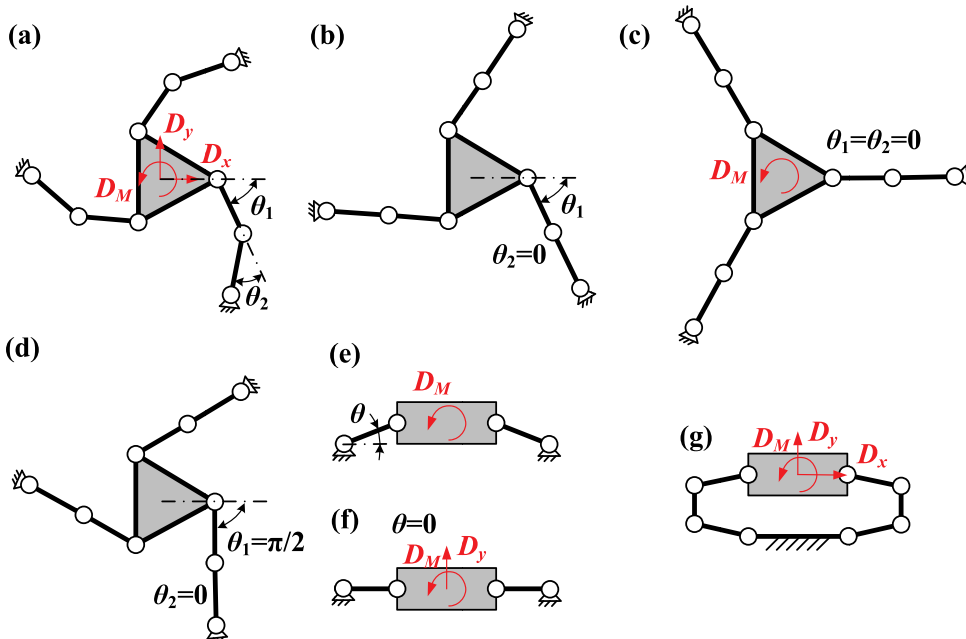 (a)
D_y
D_x
D_M
θ_1
θ_2
(b)
θ_1
θ_2=0
(c)
θ_1=θ_2=0
D_M
(d)
θ_1=π/2
θ_2=0
(e)
D_M
θ
(f)
θ=0
D_M D_y
(g)
D_M D_y
D_x